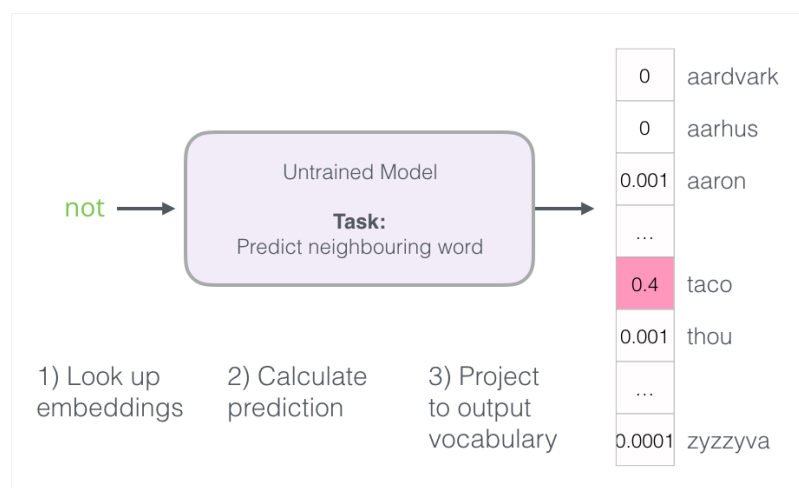 0 aardvark
0 aarhus
0.001 aaron
...
0.4 taco
0.001 thou
...
0.0001 zyzzyva
not
Untrained Model
Task:
Predict neighbouring word
1) Look up
embeddings
2) Calculate
prediction
3) Project
to output
vocabulary